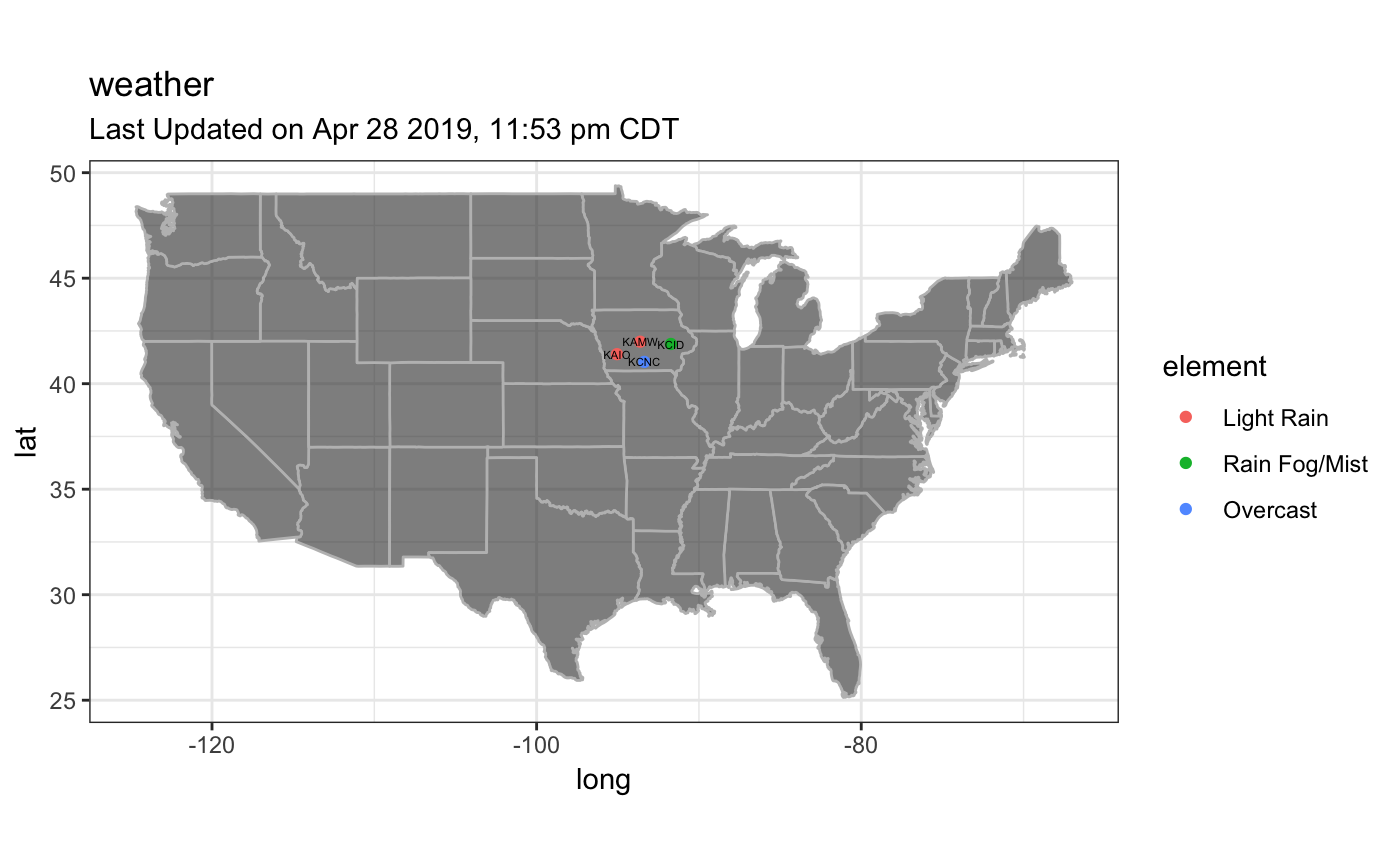 weather
Last Updated on Apr 28 2019, 11:53 pm CDT
50
45
40
35
30
25
lat
KAMW
KCID
KAIO
KCNC
-120
-100
-80
long
element
Light Rain
Rain Fog/Mist
Overcast